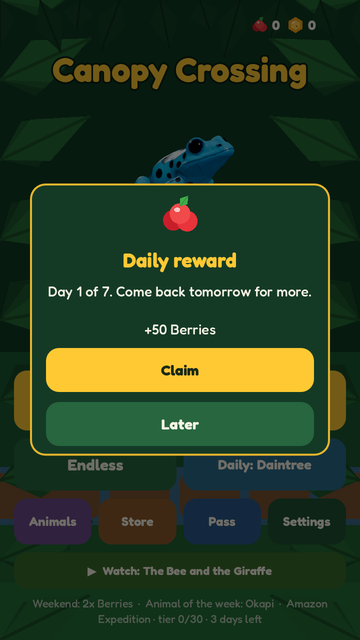 0 0
Canopy Crossing
Daily reward
Day 1 of 7. Come back tomorrow for more.
+50 Berries
Claim
Later
Endless
Daily: Daintree
Animals
Store
Pass
Settings
▶ Watch: The Bee and the Giraffe
Weekend: 2x Berries · Animal of the week: Okapi · Amazon
Expedition · tier 0/30 · 3 days left